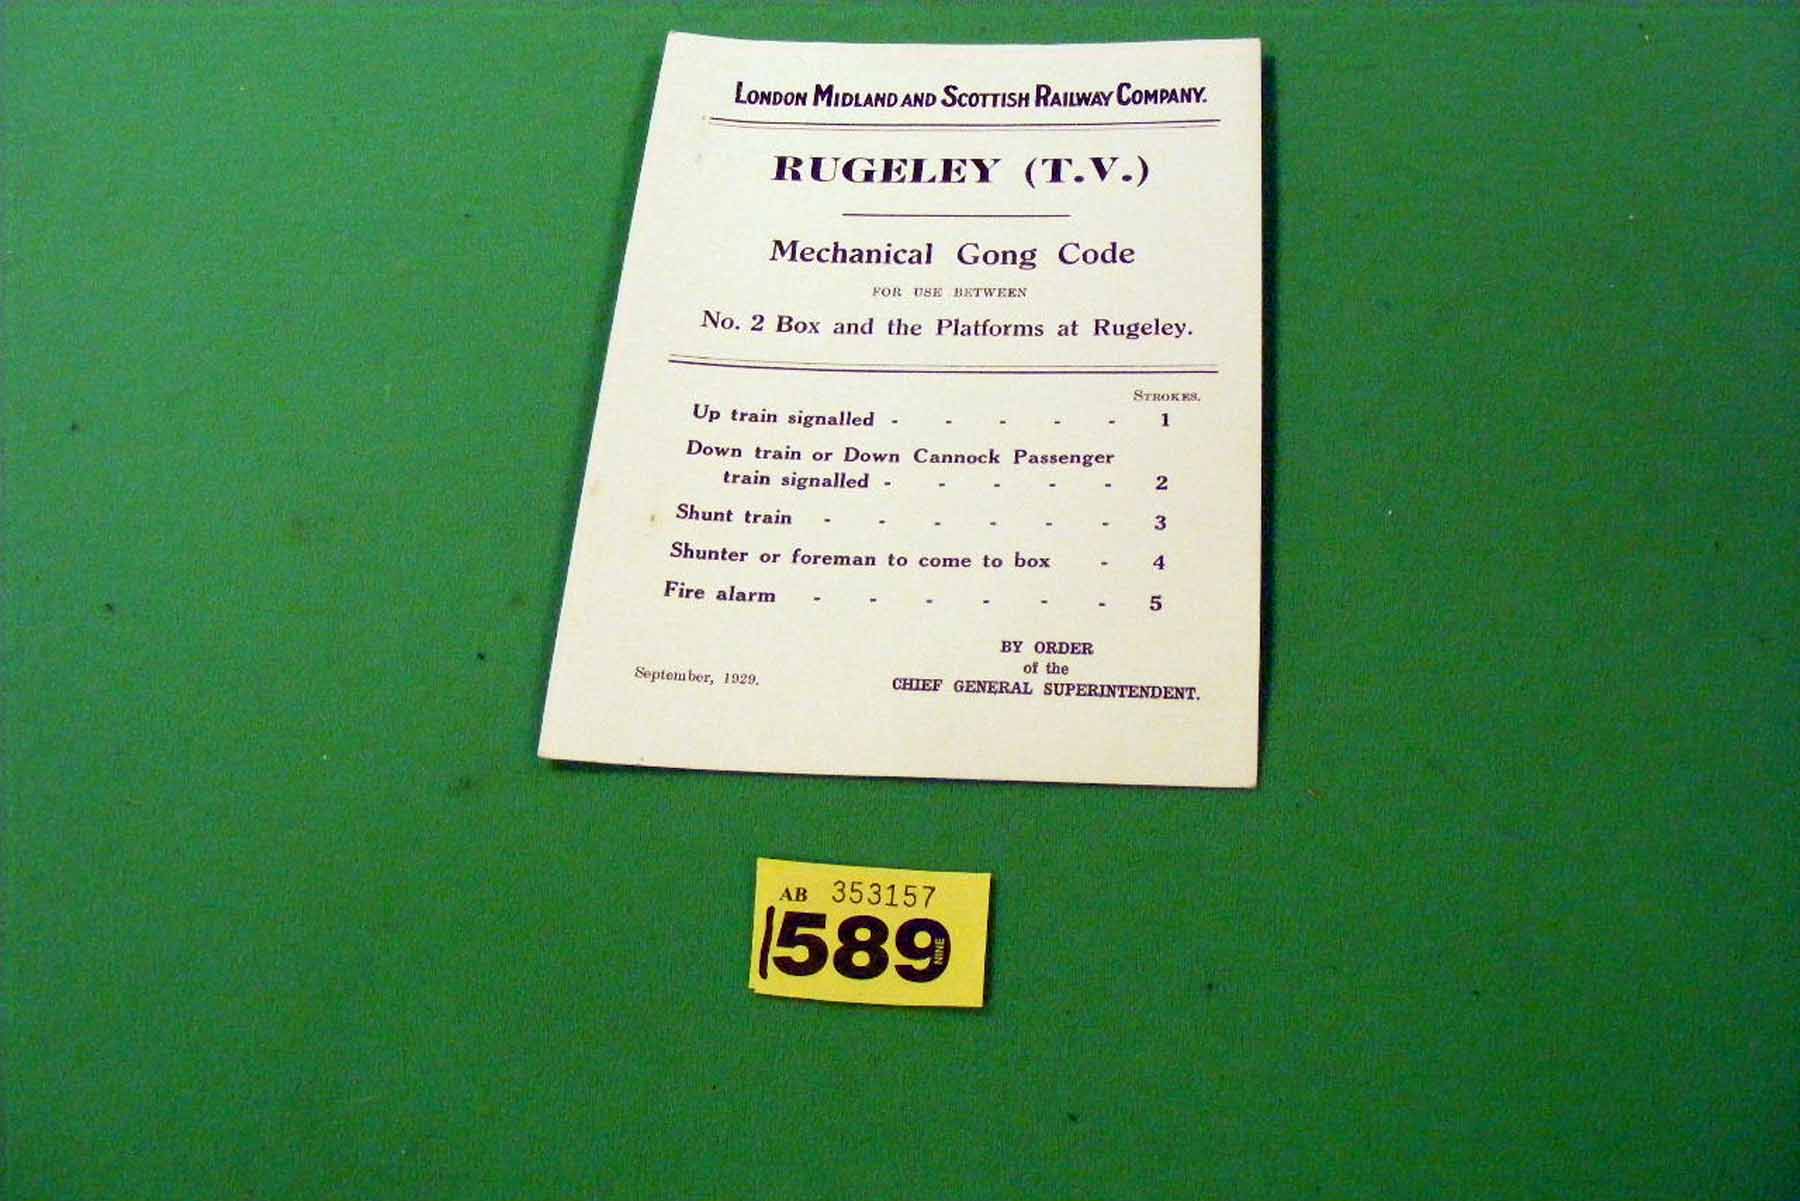 LONDON MIDLAND AND SCOTTISH RAILWAY COMPANY.
RUGELEY (T.V.)
Mechanical Gong Code
FOR USE BETWEEN
No. 2 Box and the Platforms at Rugeley.
STROKES.
Up train signalled - - - - - 1
Down train or Down Cannock Passenger
train signalled - - - - - 2
Shunt train - - - - - - 3
Shunter or foreman to come to box - 4
Fire alarm - - - - - - 5
BY ORDER
of the
September, 1929.
CHIEF GENERAL SUPERINTENDENT.
AB 353157
1589 NINE